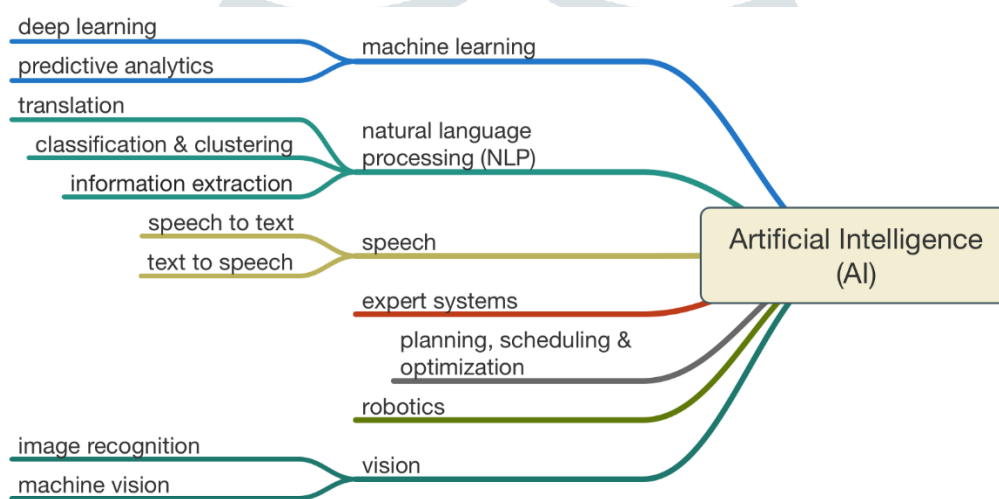 deep learning
machine learning
predictive analytics
translation
natural language
processing (NLP)
classification & clustering
information extraction
speech to text
speech
text to speech
Artificial Intelligence
(AI)
expert systems
planning, scheduling &
optimization
robotics
image recognition
vision
machine vision